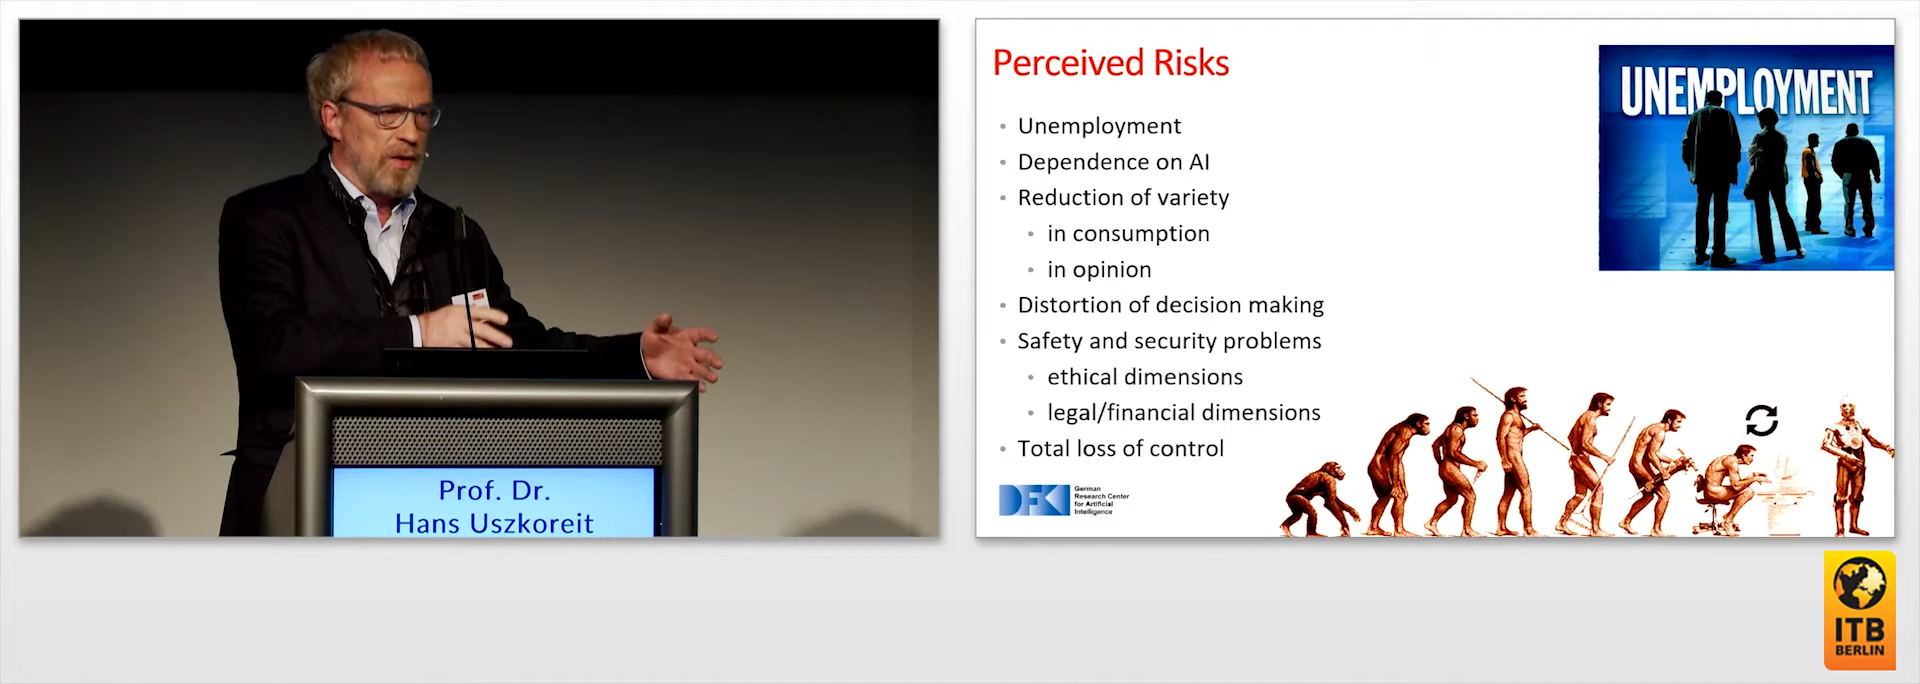 Prof. Dr.
Hans Uszkoreit
Perceived Risks
UNEMPLOYMENT
• Unemployment
• Dependence on AI
• Reduction of variety
• in consumption
• in opinion
• Distortion of decision making
• Safety and security problems
• ethical dimensions
• legal/financial dimensions
• Total loss of control
DFKI
German
Research Center
for Artificial
Intelligence
ITB
BERLIN